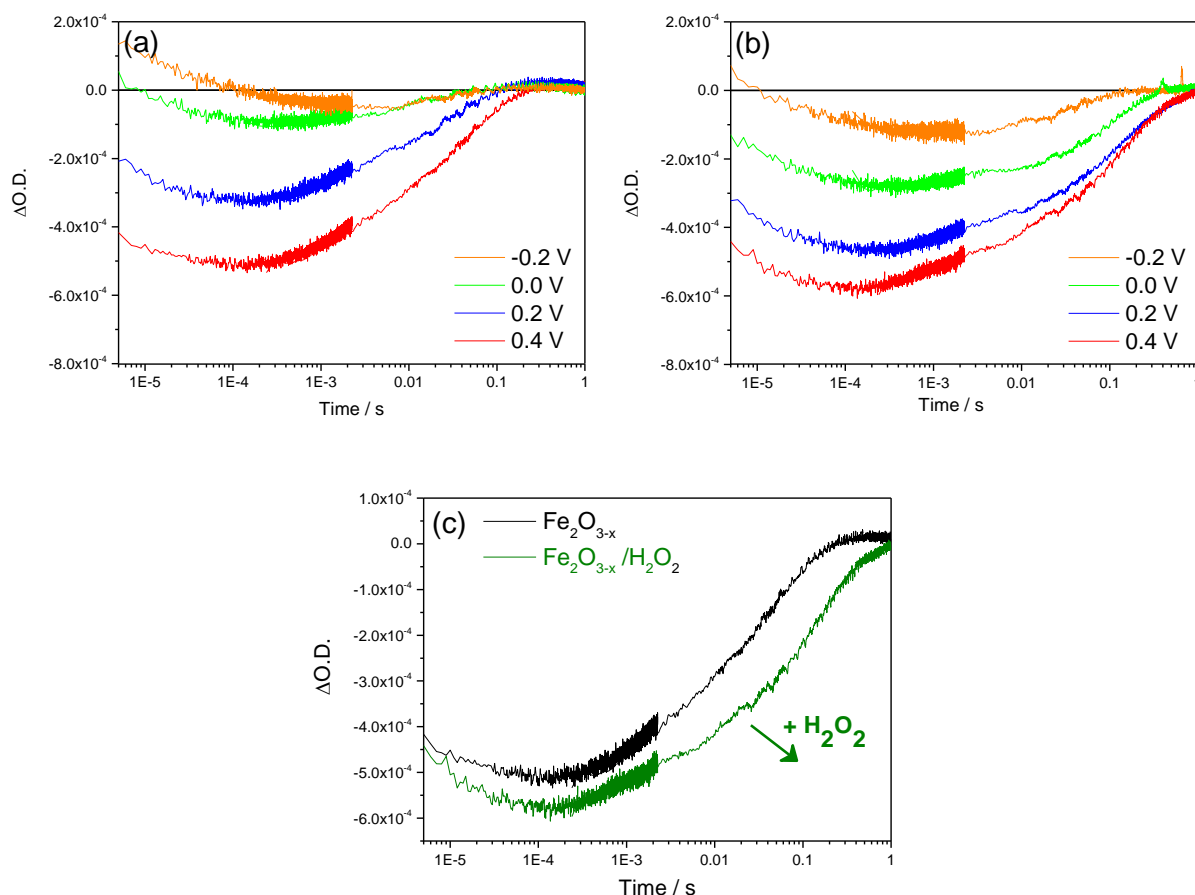 (a)
2.0x10⁻⁴
0.0
-2.0x10⁻⁴
-4.0x10⁻⁴
-6.0x10⁻⁴
-8.0x10⁻⁴
ΔO.D.
-0.2 V
0.0 V
0.2 V
0.4 V
1E-5 1E-4 1E-3 0.01 0.1 1
Time / s
(b)
2.0x10⁻⁴
0.0
-2.0x10⁻⁴
-4.0x10⁻⁴
-6.0x10⁻⁴
-8.0x10⁻⁴
ΔO.D.
-0.2 V
0.0 V
0.2 V
0.4 V
1E-5 1E-4 1E-3 0.01 0.1 1
Time / s
(c)
1.0x10⁻⁴
0.0
-1.0x10⁻⁴
-2.0x10⁻⁴
-3.0x10⁻⁴
-4.0x10⁻⁴
-5.0x10⁻⁴
-6.0x10⁻⁴
ΔO.D.
Fe₂O₃₋ₓ
Fe₂O₃₋ₓ /H₂O₂
+ H₂O₂
1E-5 1E-4 1E-3 0.01 0.1 1
Time / s